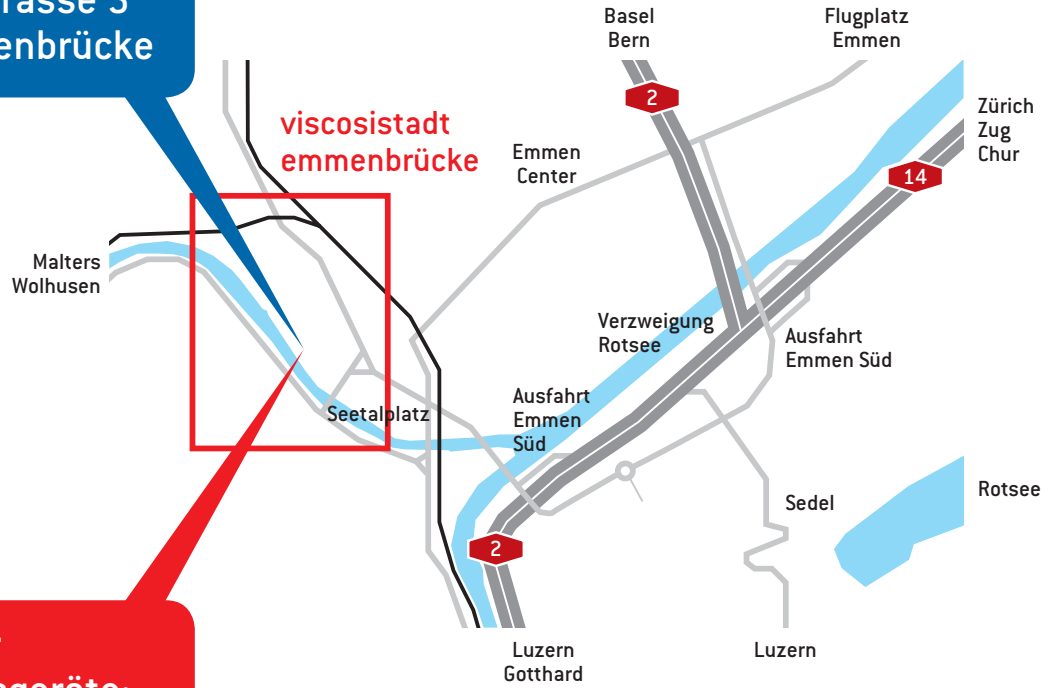 enbrücke
Basel
Bern
Flugplatz
Emmen
2
Zürich
Zug
Chur
viscosistadt
emmenbrücke
Emmen
Center
14
Malters
Wolhusen
Verzweigung
Rotsee
Ausfahrt
Emmen Süd
Ausfahrt
Emmen
Süd
Seetalplatz
Sedel
Rotsee
2
Luzern
Gotthard
Luzern